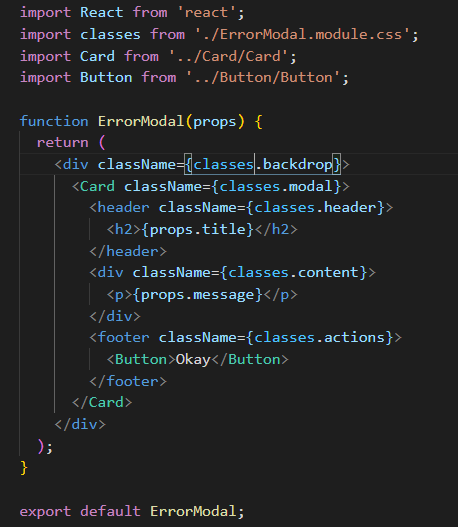 import React from 'react';
import classes from './ErrorModal.module.css';
import Card from '../Card/Card';
import Button from '../Button/Button';

function ErrorModal(props) {
  return (
    <div className={classes.backdrop}>
      <Card className={classes.modal}>
        <header className={classes.header}>
          <h2>{props.title}</h2>
        </header>
        <div className={classes.content}>
          <p>{props.message}</p>
        </div>
        <footer className={classes.actions}>
          <Button>Okay</Button>
        </footer>
      </Card>
    </div>
  );
}

export default ErrorModal;